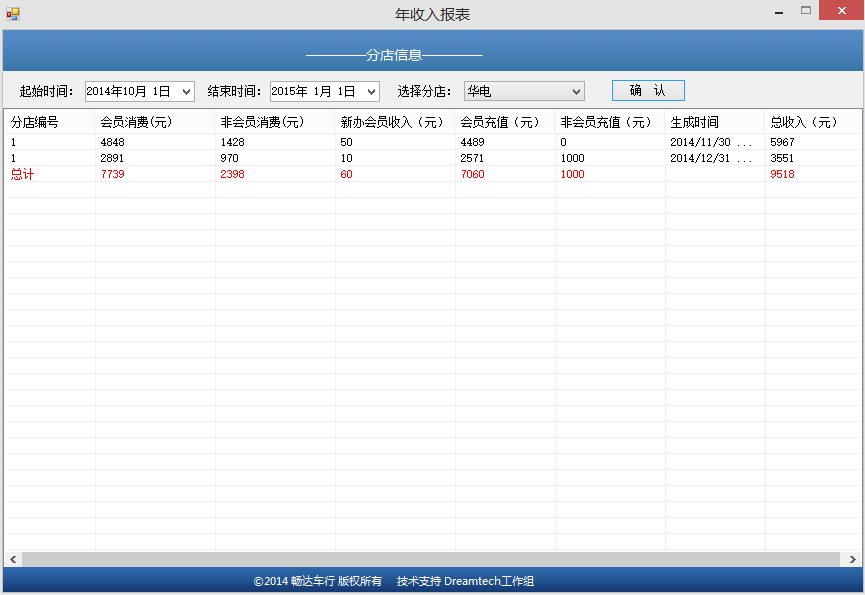 年收入报表
————分店信息————
起始时间： 2014年10月 1日 结束时间： 2015年 1月 1日 选择分店： 华电 确 认
分店编号 会员消费(元) 非会员消费(元) 新办会员收入（元） 会员充值（元） 非会员充值（元） 生成时间 总收入（元）
1 4848 1428 50 4489 0 2014/11/30 ... 5967
1 2891 970 10 2571 1000 2014/12/31 ... 3551
总计 7739 2398 60 7060 1000 9518
©2014 畅达车行 版权所有 技术支持 Dreamtech工作组